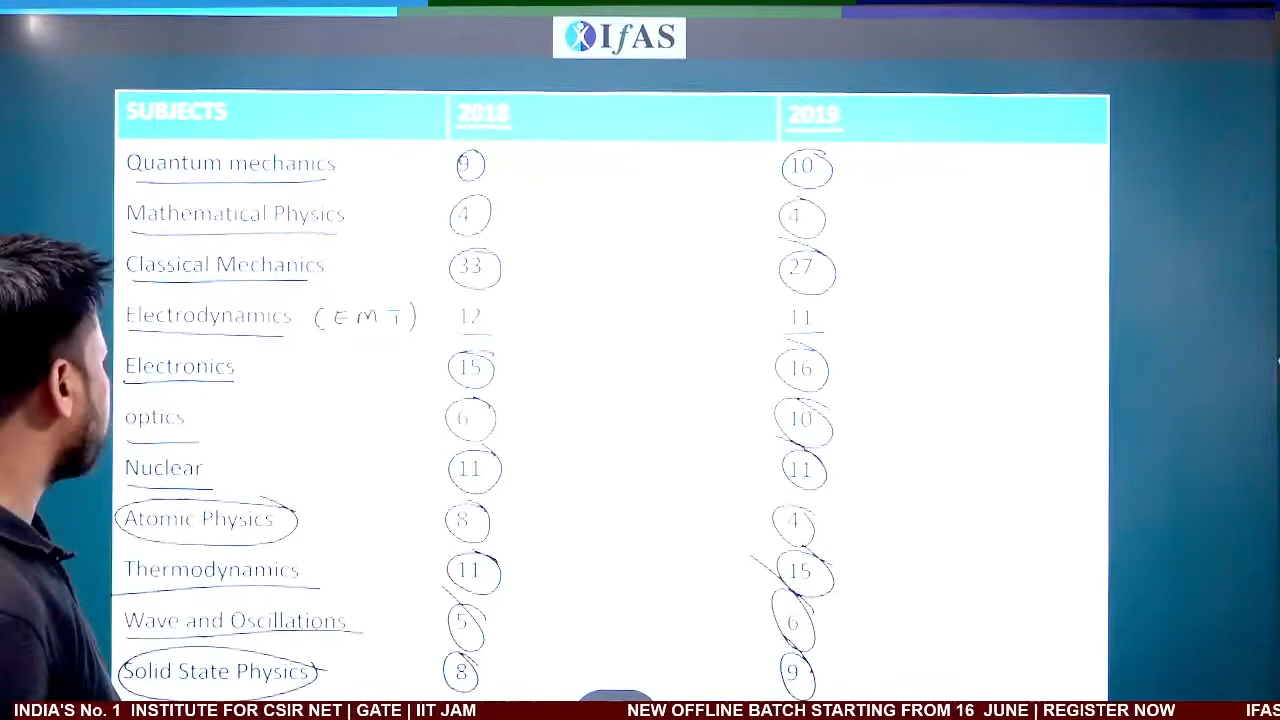 IfAS
SUBJECTS 2018 2019
Quantum mechanics 9 10
Mathematical Physics 4 4
Classical Mechanics 33 27
Electrodynamics (EMT) 12 11
Electronics 15 16
optics 6 10
Nuclear 11 11
Atomic Physics 8 4
Thermodynamics 11 15
Wave and Oscillations 5 6
Solid State Physics 8 9
INDIA'S No. 1 INSTITUTE FOR CSIR NET | GATE | IIT JAM NEW OFFLINE BATCH STARTING FROM 16 JUNE | REGISTER NOW IFAS